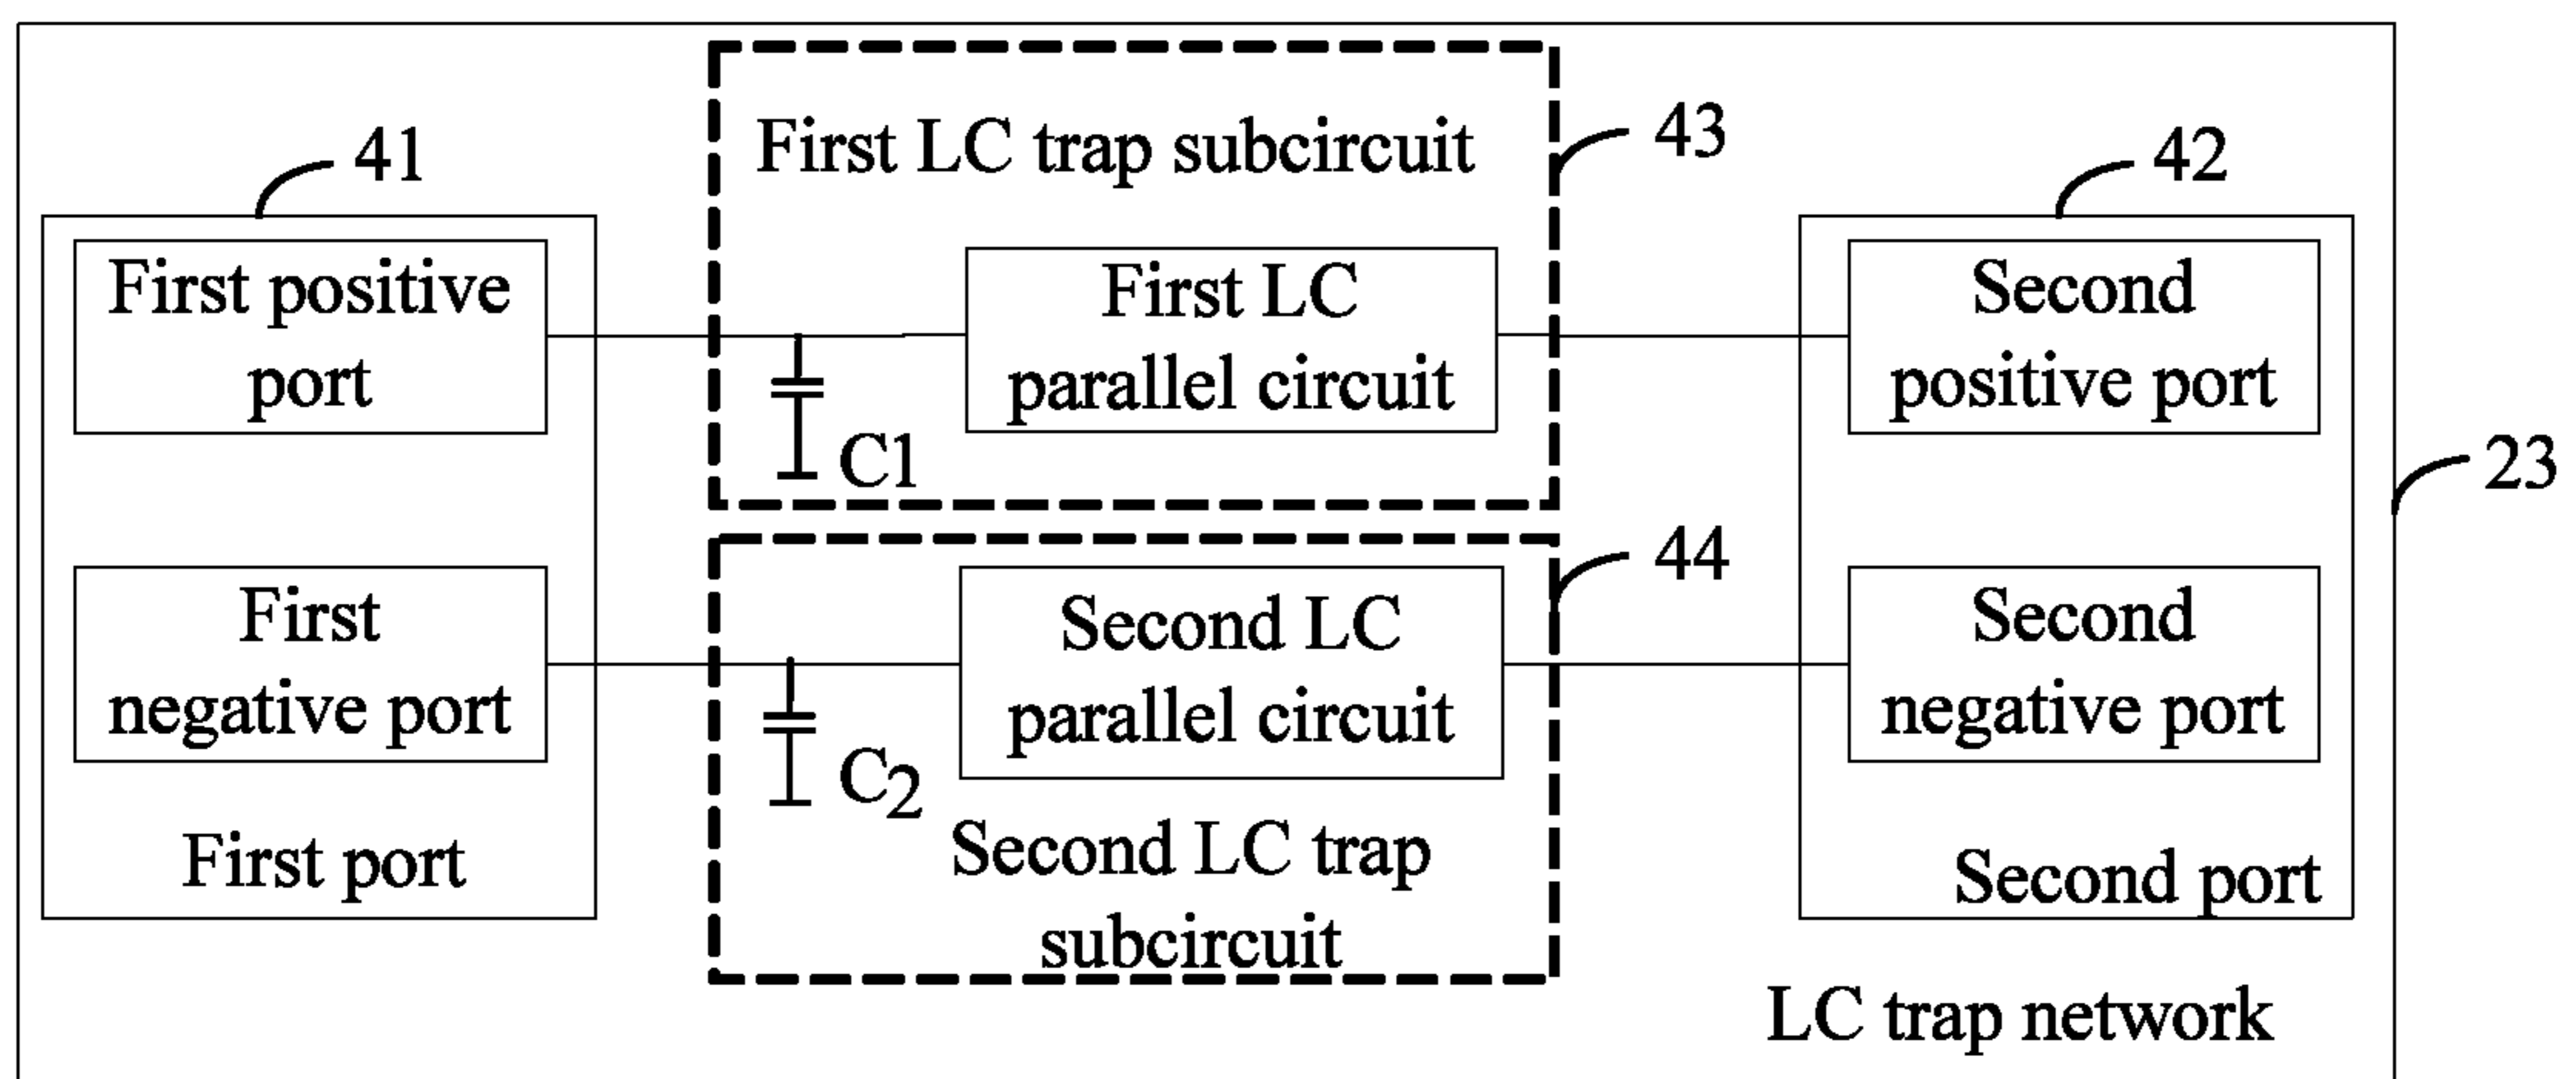 41
First positive
port
First
negative port
First port
First LC trap subcircuit
43
First LC
parallel circuit
C1
44
Second LC
parallel circuit
C2
Second LC trap
subcircuit
42
Second
positive port
Second
negative port
Second port
23
LC trap network